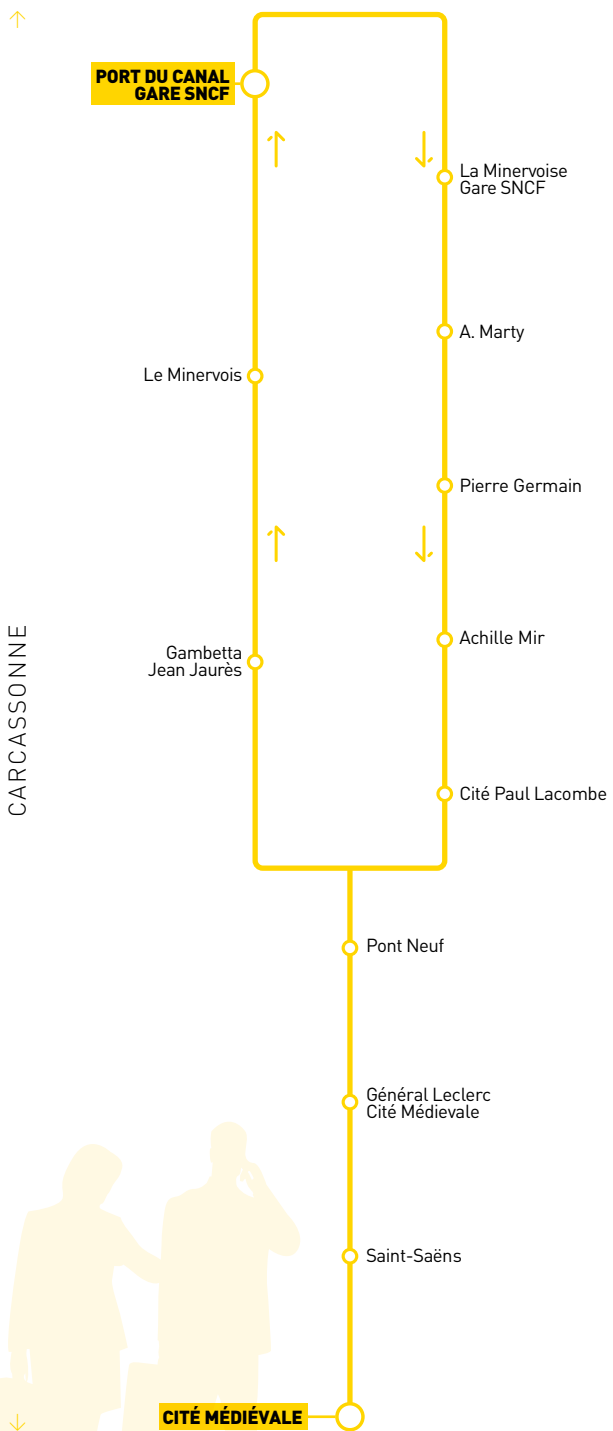 PORT DU CANAL
GARE SNCF
La Minervoise
Gare SNCF
A. Marty
Le Minervois
Pierre Germain
Achille Mir
Gambetta
Jean Jaurès
CARCASSONNE
Cité Paul Lacombe
Pont Neuf
Général Leclerc
Cité Médievale
Saint-Saëns
CITÉ MÉDIÉVALE